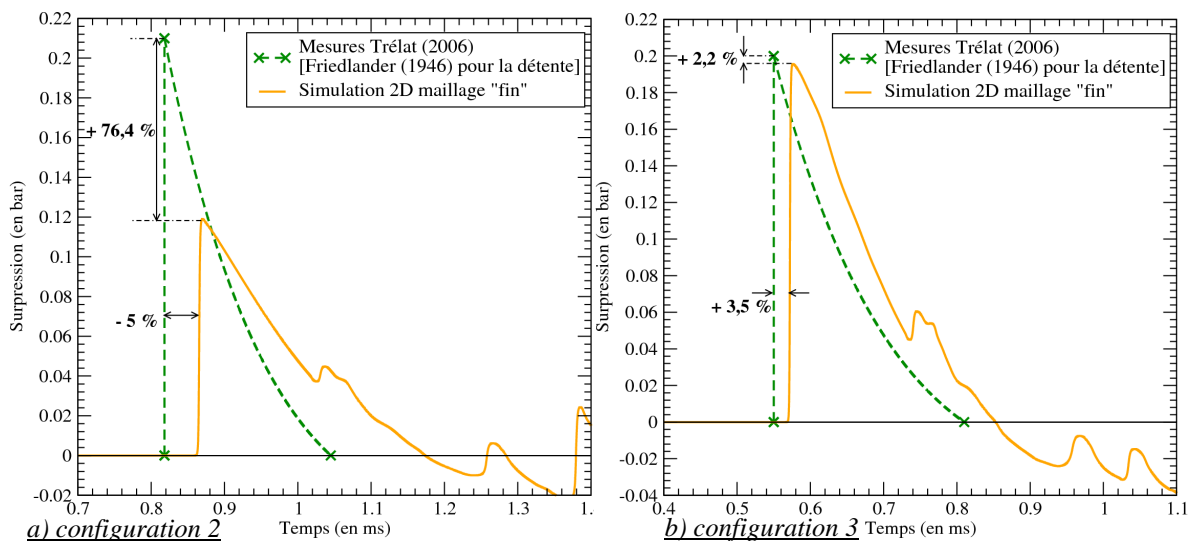 0.22
0.2
0.18
0.16
0.14
0.12
0.1
0.08
0.06
0.04
0.02
0
-0.02
Surpression (en bar)
Mesures Trélat (2006)
[Friedlander (1946) pour la détente]
Simulation 2D maillage "fin"
+ 76,4 %
- 5 %
0.7 0.8 0.9 1 1.1 1.2 1.3 1.
Temps (en ms)
a) configuration 2
0.22
0.20
0.18
0.16
0.14
0.12
0.1
0.08
0.06
0.04
0.02
0
-0.02
-0.04
Surpression (en bar)
Mesures Trélat (2006)
[Friedlander (1946) pour la détente]
Simulation 2D maillage "fin"
+ 2,2 %
+ 3,5 %
0.4 0.5 0.6 0.7 0.8 0.9 1 1.1
Temps (en ms)
b) configuration 3